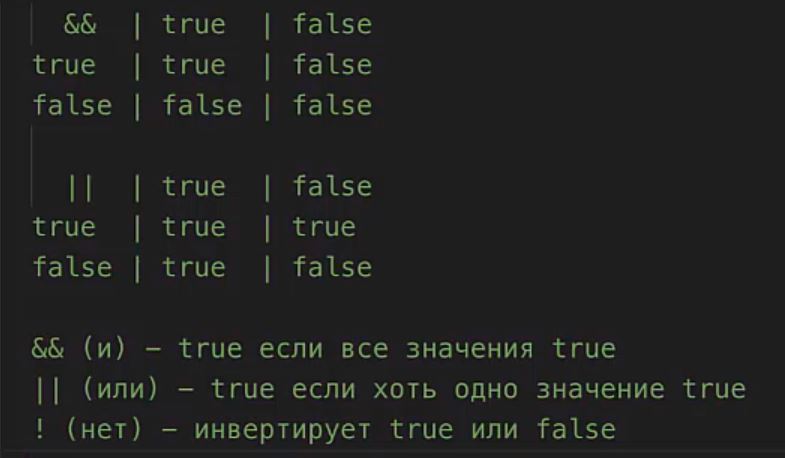 && | true | false
true | true | false
false | false | false
|| | true | false
true | true | true
false | true | false
&& (и) – true если все значения true
|| (или) – true если хоть одно значение true
! (нет) – инвертирует true или false